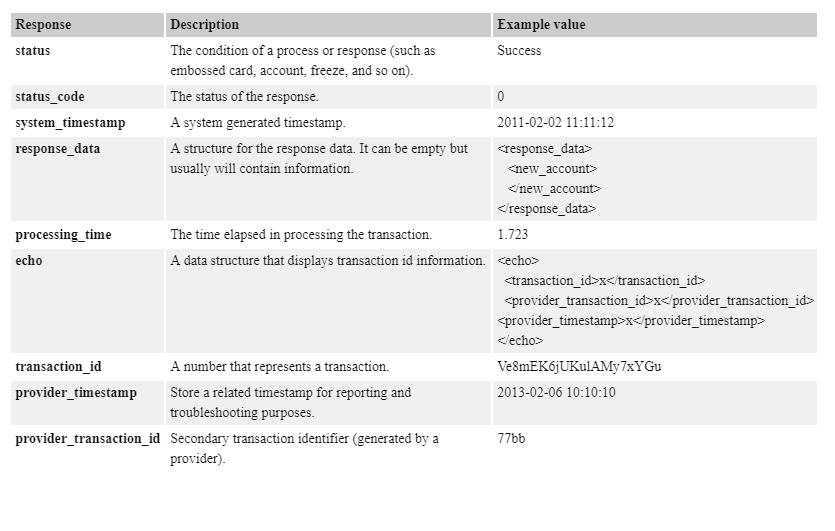 Response Description Example value
status The condition of a process or response (such as Success
embossed card, account, freeze, and so on).
status_code The status of the response. 0
system_timestamp A system generated timestamp. 2011-02-02 11:11:12
response_data A structure for the response data. It can be empty but <response_data>
usually will contain information. <new_account>
</new_account>
</response_data>
processing_time The time elapsed in processing the transaction. 1.723
echo A data structure that displays transaction id information. <echo>
<transaction_id>x</transaction_id>
<provider_transaction_id>x</provider_transaction_id>
<provider_timestamp>x</provider_timestamp>
</echo>
transaction_id A number that represents a transaction. Ve8mEK6jUKulAMy7xYGu
provider_timestamp Store a related timestamp for reporting and 2013-02-06 10:10:10
troubleshooting purposes.
provider_transaction_id Secondary transaction identifier (generated by a 77bb
provider).